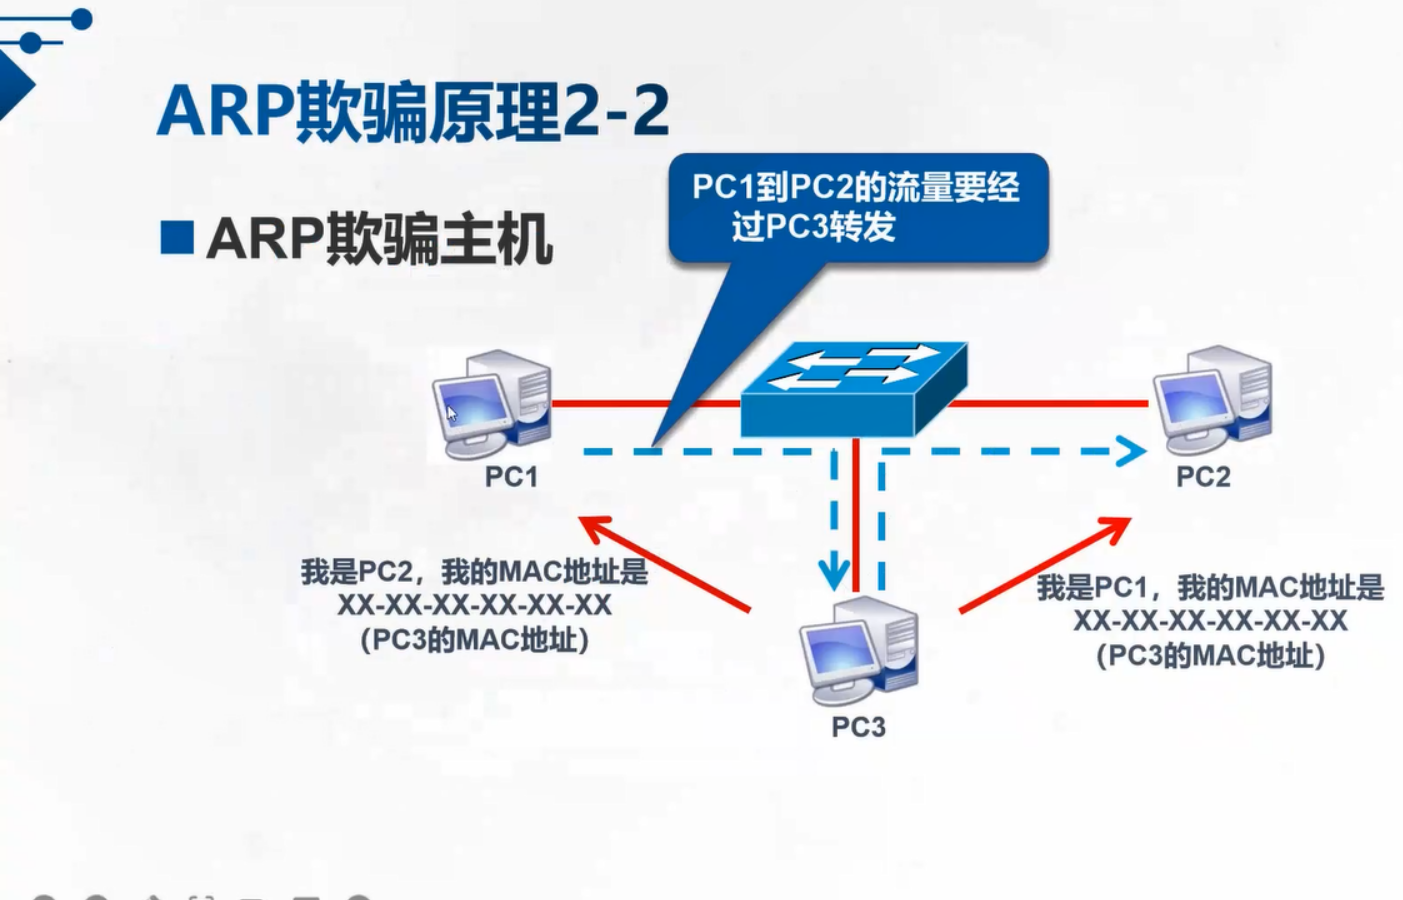 ARP欺骗原理2-2
PC1到PC2的流量要经
过PC3转发
ARP欺骗主机
PC1
PC2
我是PC2，我的MAC地址是
XX-XX-XX-XX-XX-XX
（PC3的MAC地址）
我是PC1，我的MAC地址是
XX-XX-XX-XX-XX-XX
（PC3的MAC地址）
PC3